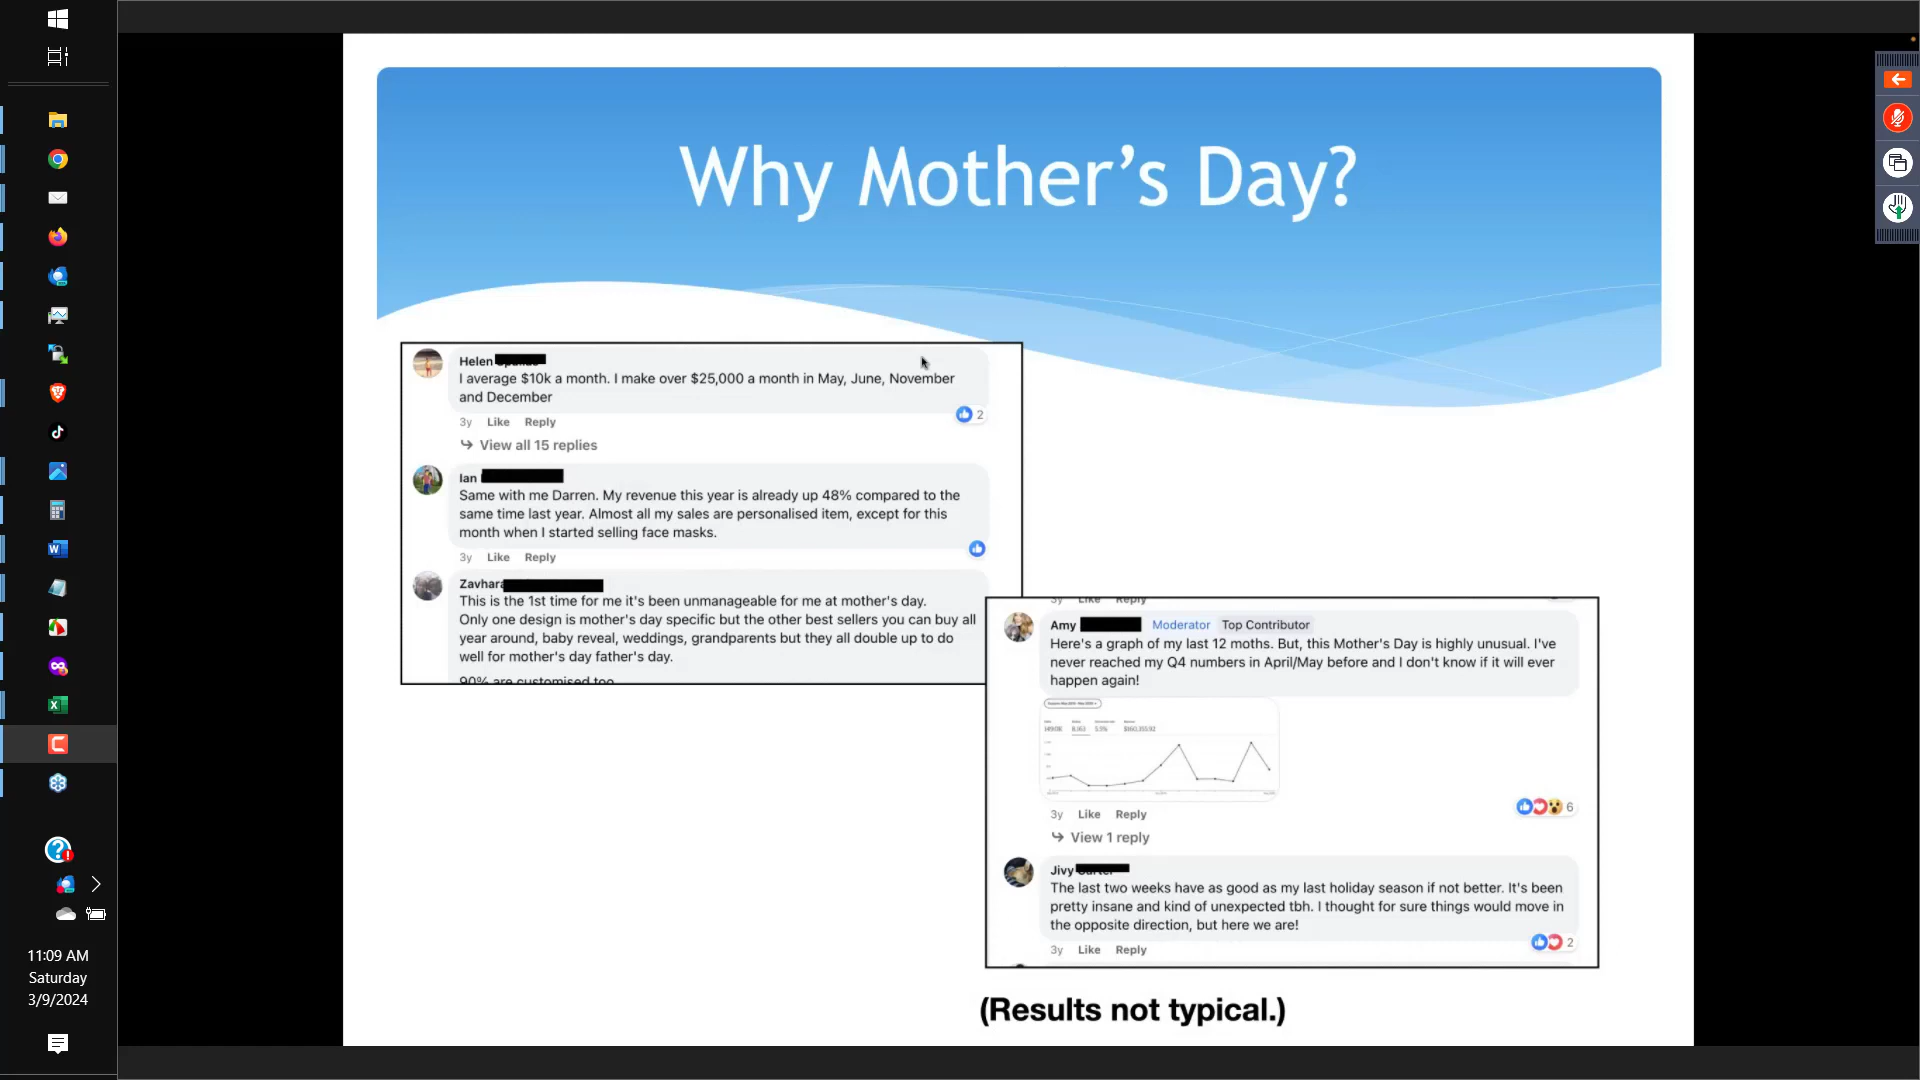 Why Mother's Day?
Helen
I average $10k a month. I make over $25,000 a month in May, June, November
and December
2
3y Like Reply
View all 15 replies
Ian
Same with me Darren. My revenue this year is already up 48% compared to the
same time last year. Almost all my sales are personalised item, except for this
month when I started selling face masks.
3y Like Reply
Zavhara
This is the 1st time for me it's been unmanageable for me at mother's day.
Only one design is mother's day specific but the other best sellers you can buy all
year around, baby reveal, weddings, grandparents but they all double up to do
well for mother's day father's day.
90% are customised too
3y Like Reply
Amy Moderator Top Contributor
Here's a graph of my last 12 moths. But, this Mother's Day is highly unusual. I've
never reached my Q4 numbers in April/May before and I don't know if it will ever
happen again!
6
3y Like Reply
View 1 reply
Jivy
The last two weeks have as good as my last holiday season if not better. It's been
pretty insane and kind of unexpected tbh. I thought for sure things would move in
the opposite direction, but here we are!
2
3y Like Reply
(Results not typical.)
11:09 AM
Saturday
3/9/2024